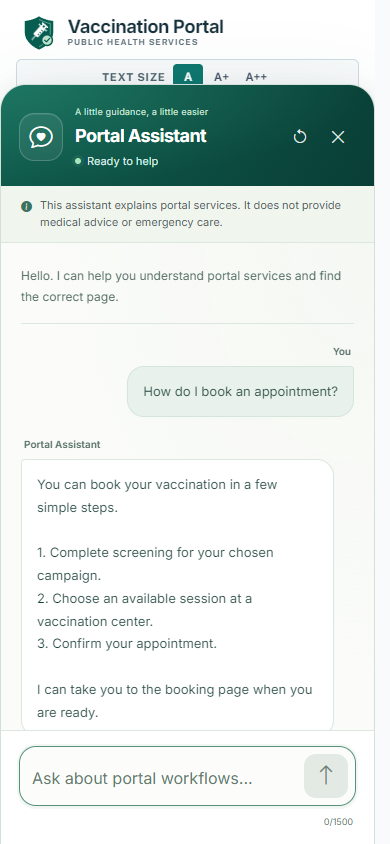 Vaccination Portal
PUBLIC HEALTH SERVICES
TEXT SIZE A A+ A++
A little guidance, a little easier
Portal Assistant
Ready to help
This assistant explains portal services. It does not provide
medical advice or emergency care.
Hello. I can help you understand portal services and find
the correct page.
You
How do I book an appointment?
Portal Assistant
You can book your vaccination in a few
simple steps.
1. Complete screening for your chosen
campaign.
2. Choose an available session at a
vaccination center.
3. Confirm your appointment.
I can take you to the booking page when you
are ready.
Ask about portal workflows...
0/1500